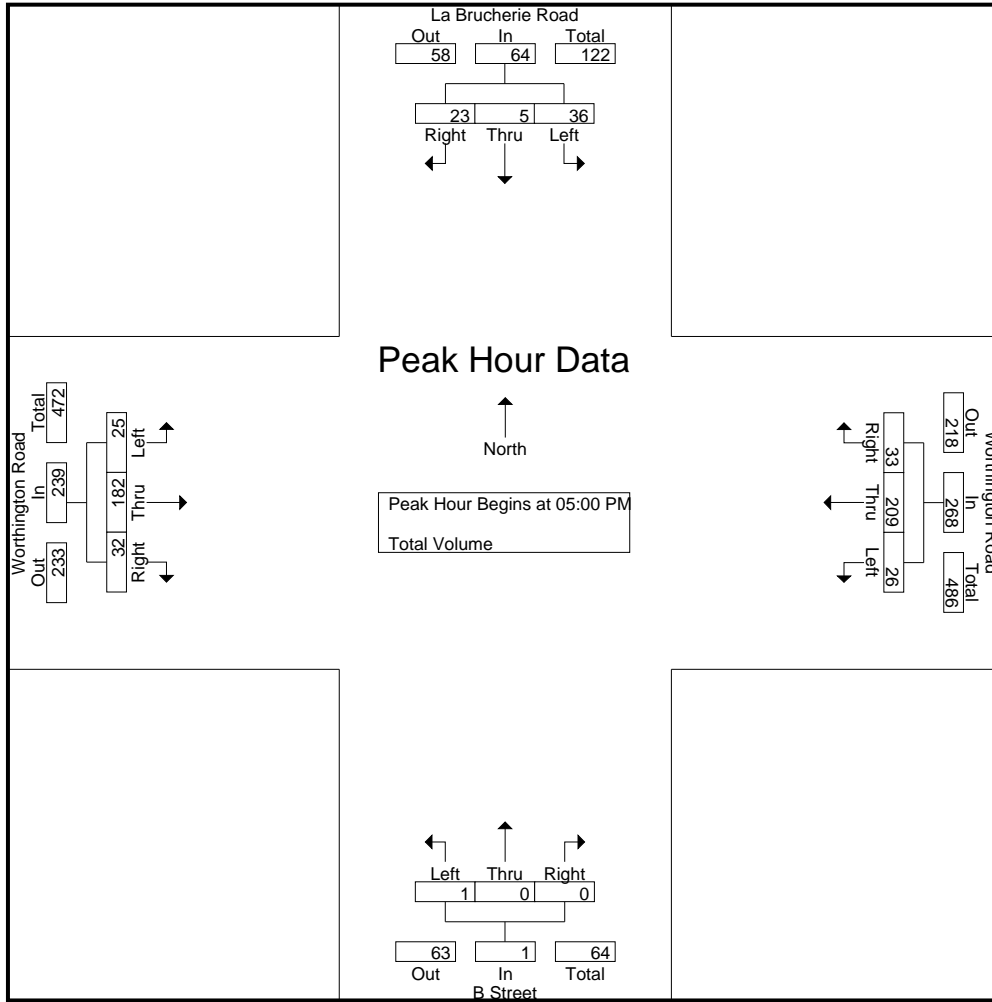 La Brucherie Road
Out In Total
58 64 122
23 5 36
Right Thru Left
Peak Hour Data
North
Peak Hour Begins at 05:00 PM
Total Volume
Worthington Road
Total In Out
472 239 233
25 182 32
Left Thru Right
Worthington Road
Out In Total
218 268 486
33 209 26
Right Thru Left
Left Thru Right
1 0 0
63 1 64
Out In Total
B Street